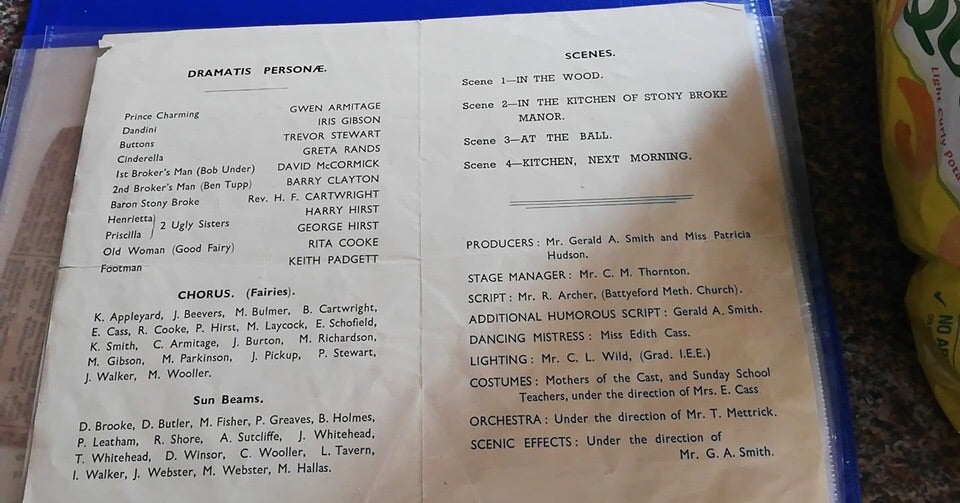 DRAMATIS PERSONÆ.
Prince Charming GWEN ARMITAGE
Dandini IRIS GIBSON
Buttons TREVOR STEWART
Cinderella GRETA RANDS
1st Broker's Man (Bob Under) DAVID McCORMICK
2nd Broker's Man (Ben Tupp) BARRY CLAYTON
Baron Stony Broke Rev. H. F. CARTWRIGHT
Henrietta HARRY HIRST
Priscilla } 2 Ugly Sisters GEORGE HIRST
Old Woman (Good Fairy) RITA COOKE
Footman KEITH PADGETT
CHORUS. (Fairies).
K. Appleyard, J. Beevers, M. Bulmer, B. Cartwright,
E. Cass, R. Cooke, P. Hirst, M. Laycock, E. Schofield,
K. Smith, C. Armitage, J. Burton, M. Richardson,
M. Gibson, M. Parkinson, J. Pickup, P. Stewart,
J. Walker, M. Wooller.
Sun Beams.
D. Brooke, D. Butler, M. Fisher, P. Greaves, B. Holmes,
P. Leatham, R. Shore, A. Sutcliffe, J. Whitehead,
T. Whitehead, D. Winsor, C. Wooller, L. Tavern,
I. Walker, J. Webster, M. Webster, M. Hallas.
SCENES.
Scene 1—IN THE WOOD.
Scene 2—IN THE KITCHEN OF STONY BROKE
MANOR.
Scene 3—AT THE BALL.
Scene 4—KITCHEN, NEXT MORNING.
PRODUCERS: Mr. Gerald A. Smith and Miss Patricia
Hudson.
STAGE MANAGER: Mr. C. M. Thornton.
SCRIPT: Mr. R. Archer, (Battyeford Meth. Church).
ADDITIONAL HUMOROUS SCRIPT: Gerald A. Smith.
DANCING MISTRESS: Miss Edith Cass.
LIGHTING: Mr. C. L. Wild, (Grad. I.E.E.)
COSTUMES: Mothers of the Cast, and Sunday School
Teachers, under the direction of Mrs. E. Cass
ORCHESTRA: Under the direction of Mr. T. Mettrick.
SCENIC EFFECTS: Under the direction of
Mr. G. A. Smith.
Light Curly
NO